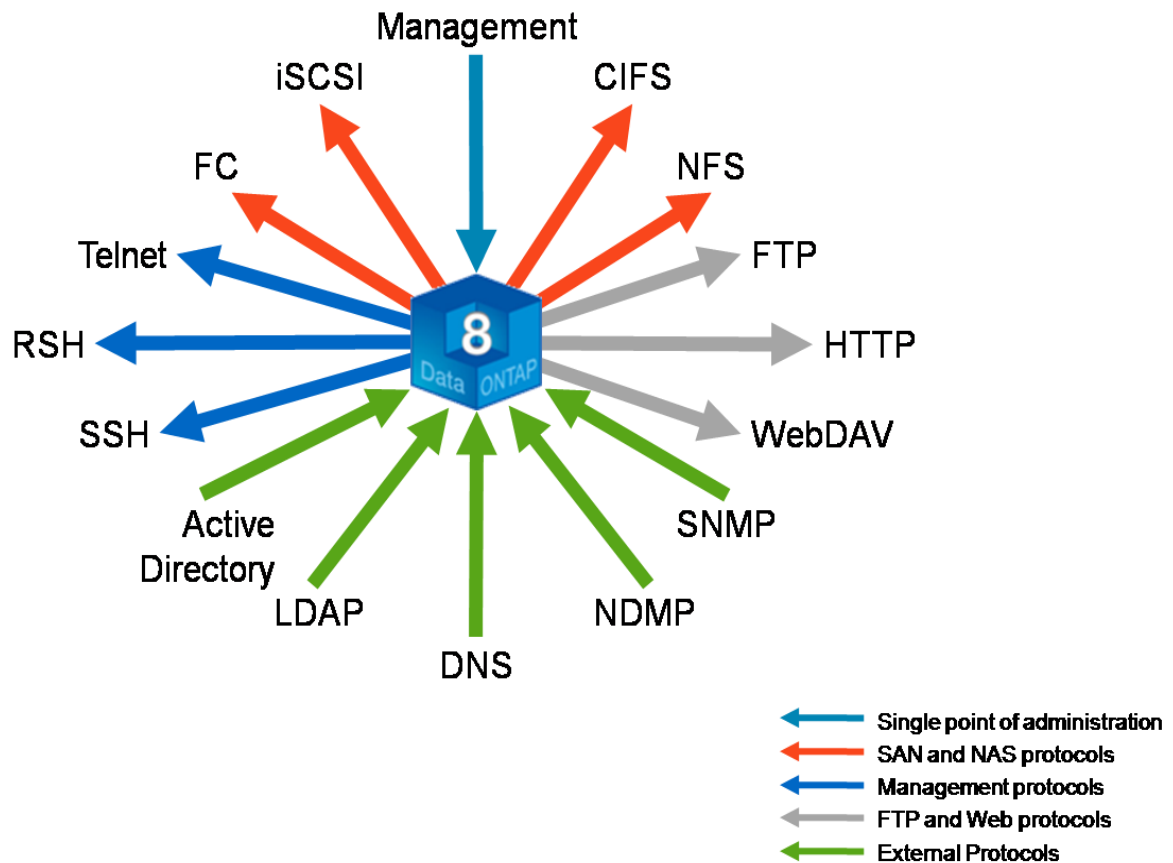 Management
iSCSI
CIFS
FC
NFS
Telnet
FTP
RSH
8
HTTP
Data ONTAP
SSH
WebDAV
Active
Directory
SNMP
LDAP
NDMP
DNS
Single point of administration
SAN and NAS protocols
Management protocols
FTP and Web protocols
External Protocols